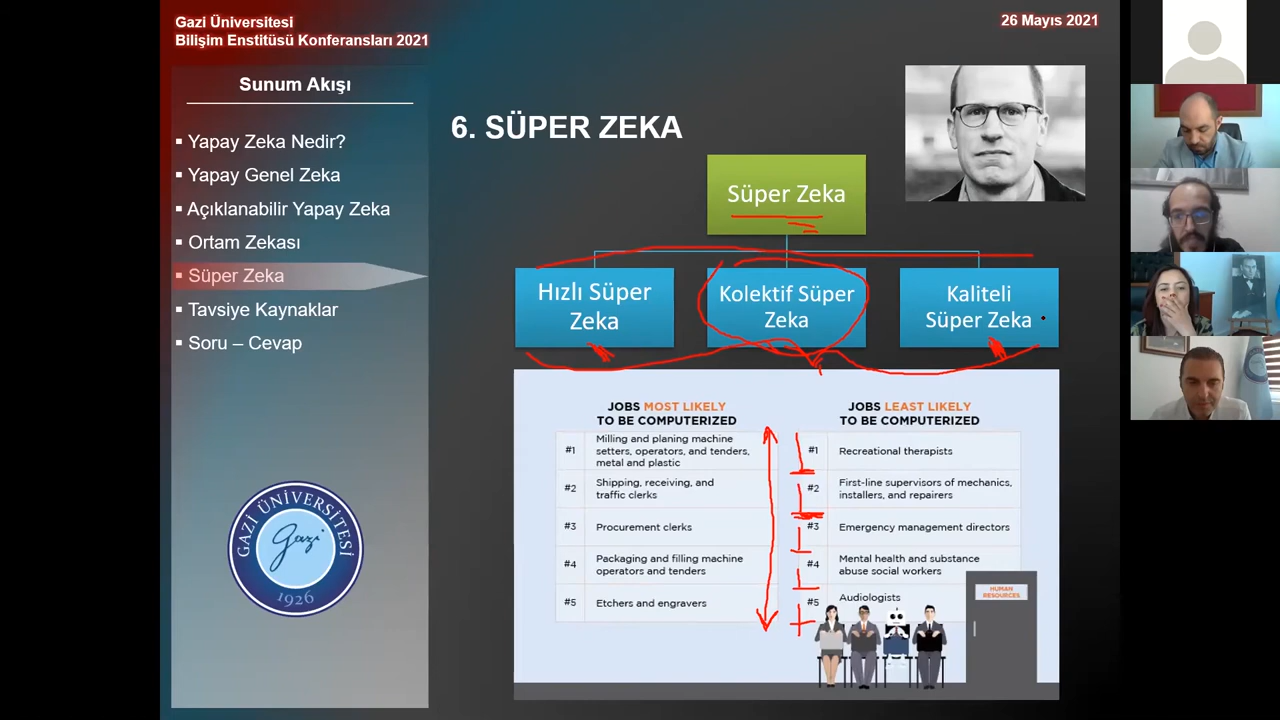 Gazi Üniversitesi
Bilişim Enstitüsü Konferansları 2021
26 Mayıs 2021
Sunum Akışı
Yapay Zeka Nedir?
Yapay Genel Zeka
Açıklanabilir Yapay Zeka
Ortam Zekası
Süper Zeka
Tavsiye Kaynaklar
Soru – Cevap
GAZİ ÜNİVERSİTESİ
Gazi
1926
6. SÜPER ZEKA
Süper Zeka
Hızlı Süper
Zeka
Kolektif Süper
Zeka
Kaliteli
Süper Zeka
JOBS MOST LIKELY
TO BE COMPUTERIZED
#1 Milling and planing machine
setters, operators, and tenders,
metal and plastic
#2 Shipping, receiving, and
traffic clerks
#3 Procurement clerks
#4 Packaging and filling machine
operators and tenders
#5 Etchers and engravers
JOBS LEAST LIKELY
TO BE COMPUTERIZED
#1 Recreational therapists
#2 First-line supervisors of mechanics,
installers, and repairers
#3 Emergency management directors
#4 Mental health and substance
abuse social workers
#5 Audiologists
HUMAN
RESOURCES